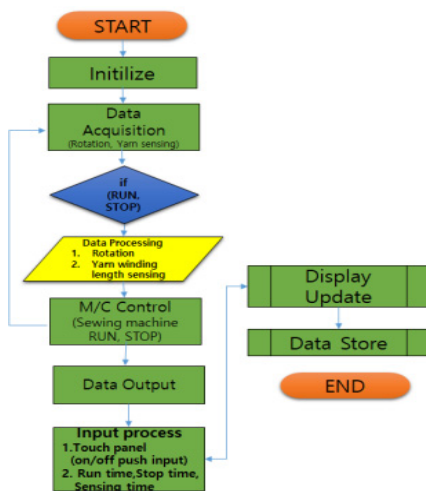 START
Initilize
Data
Acquisition
(Rotation, Yarn sensing)
if
(RUN,
STOP)
Data Processing
1. Rotation
2. Yarn winding
length sensing
M/C Control
(Sewing machine
RUN, STOP)
Data Output
Input process
1.Touch panel
(on/off push input)
2. Run time,Stop time,
Sensing time
Display
Update
Data Store
END